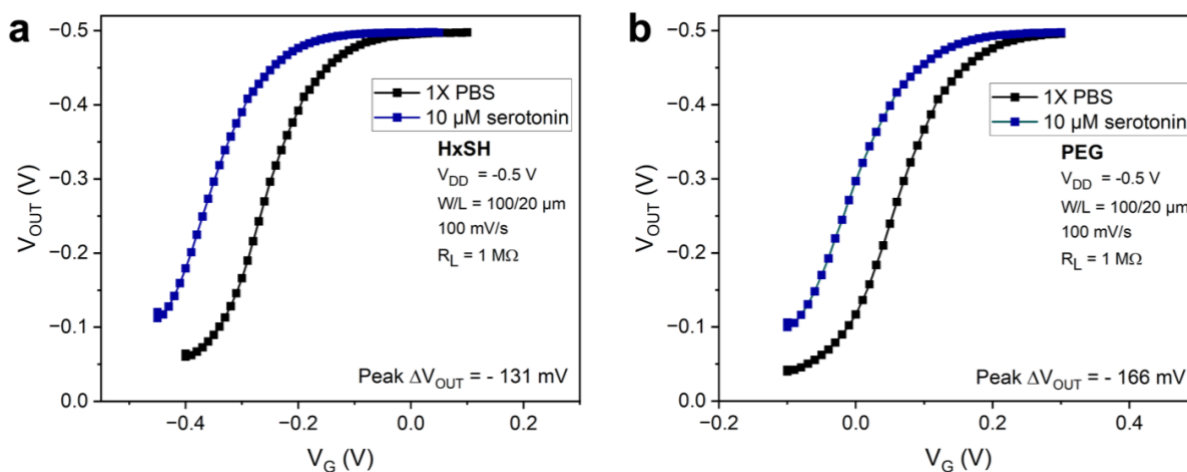 a
−0.5
−0.4
−0.3
−0.2
−0.1
0.0
V_OUT (V)
1X PBS
10 µM serotonin
HxSH
V_DD = -0.5 V
W/L = 100/20 µm
100 mV/s
R_L = 1 MΩ
Peak ΔV_OUT = - 131 mV
−0.4 −0.2 0.0 0.2
V_G (V)
b
−0.5
−0.4
−0.3
−0.2
−0.1
0.0
V_OUT (V)
1X PBS
10 µM serotonin
PEG
V_DD = -0.5 V
W/L = 100/20 µm
100 mV/s
R_L = 1 MΩ
Peak ΔV_OUT = - 166 mV
−0.2 0.0 0.2 0.4
V_G (V)